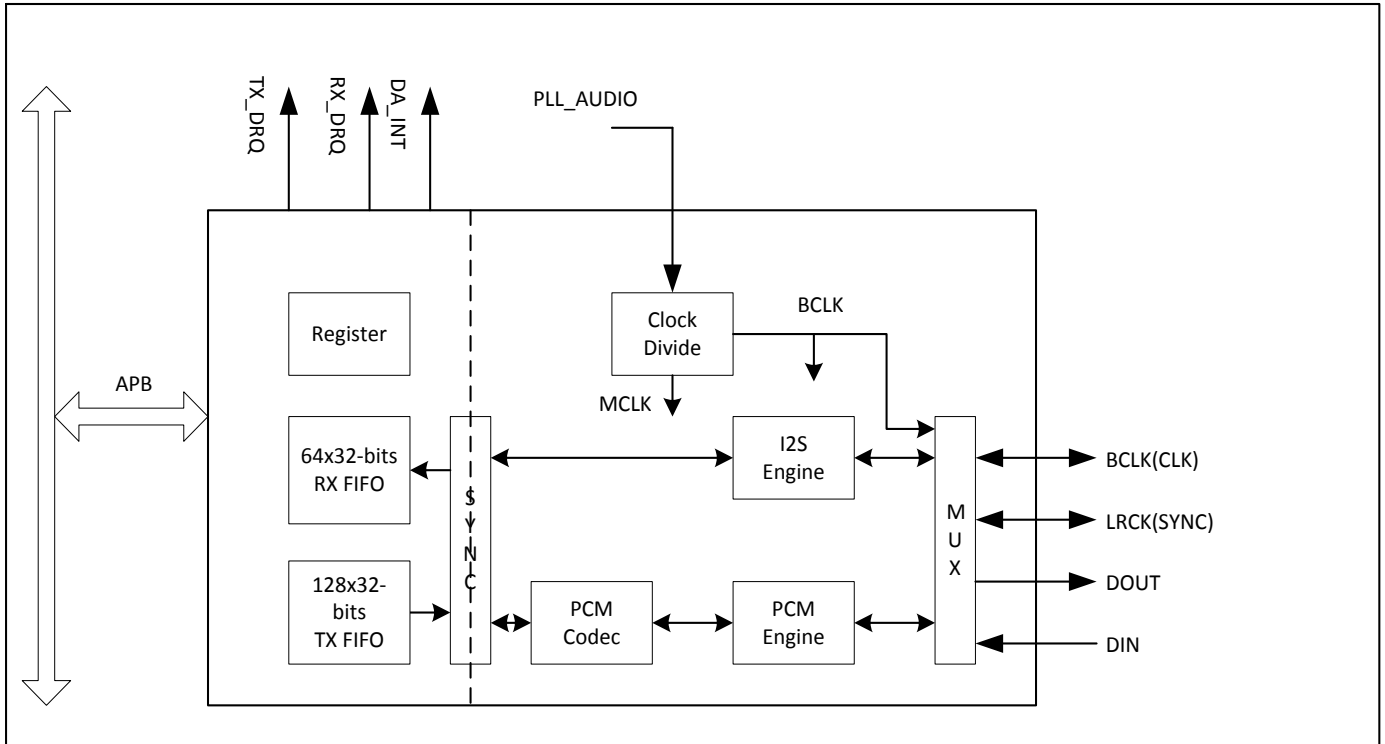 TX_DRQ
RX_DRQ
DA_INT
PLL_AUDIO
Register
Clock
Divide
BCLK
APB
MCLK
64x32-bits
RX FIFO
S
Y
N
C
I2S
Engine
M
U
X
BCLK(CLK)
LRCK(SYNC)
DOUT
DIN
128x32-
bits
TX FIFO
PCM
Codec
PCM
Engine